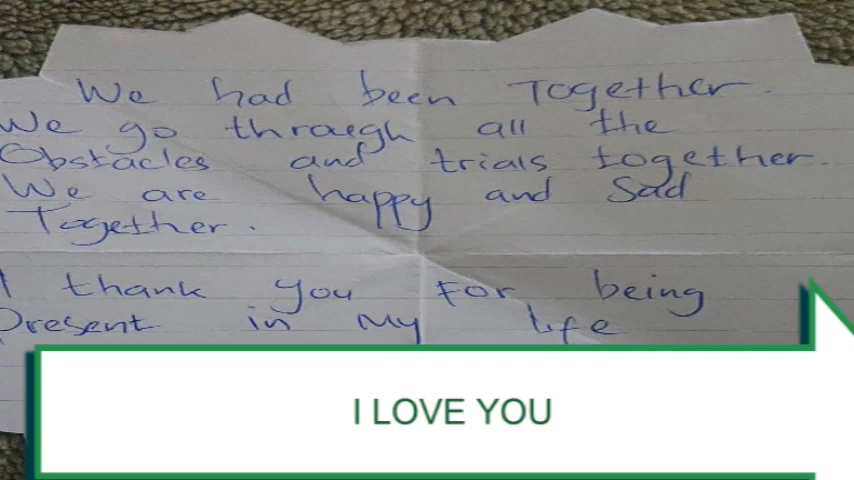 We had been Together.
We go through all the
Obstacles and trials together.
We are happy and Sad
Together.
I thank you For being
Present in My life
I LOVE YOU